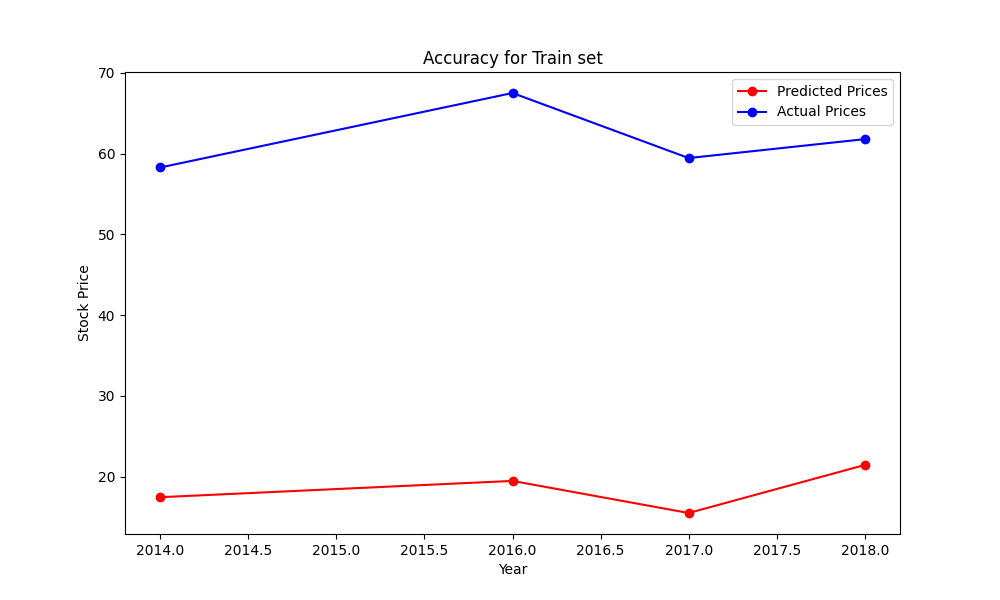 Accuracy for Train set
Predicted Prices
Actual Prices
Stock Price
70
60
50
40
30
20
2014.0 2014.5 2015.0 2015.5 2016.0 2016.5 2017.0 2017.5 2018.0
Year